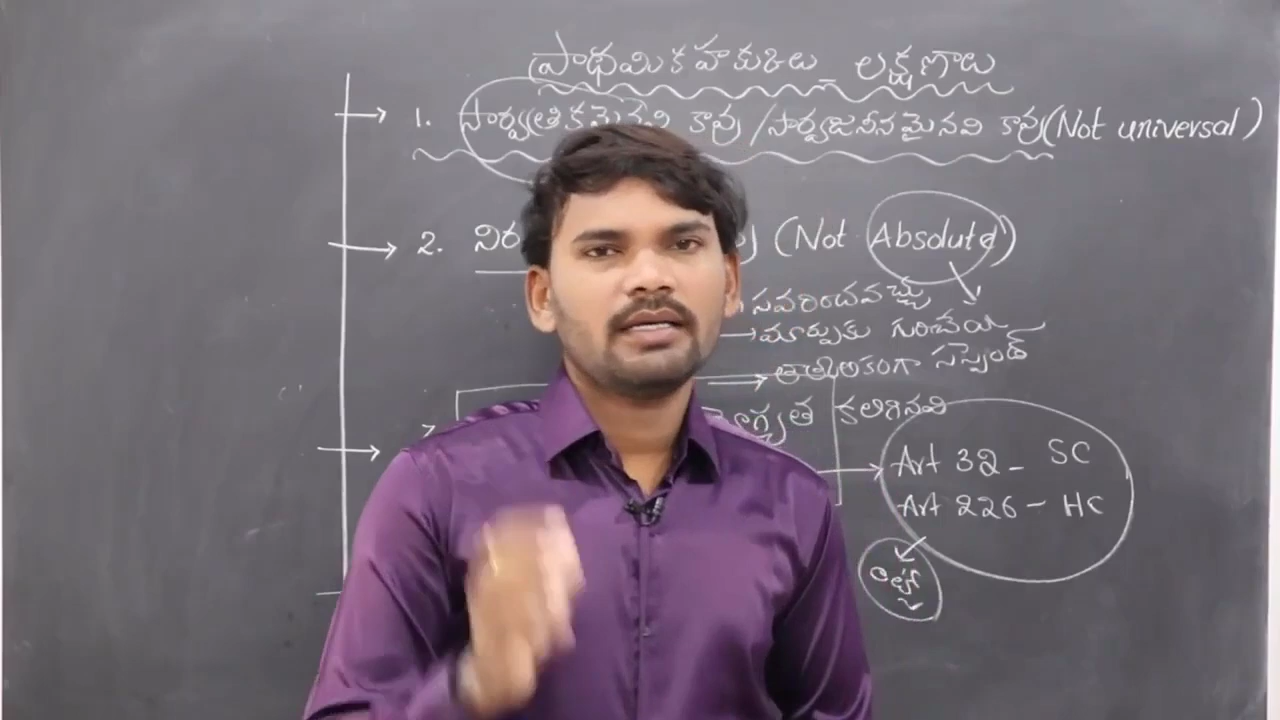 ప్రాథమిక హక్కులు - లక్షణాలు
1. సార్వత్రికమైనవి కావు / సార్వజనీనమైనవి కావు (Not universal)
2. (Not Absolute)
సవరించవచ్చు
మార్పుకు
తాత్కాలికంగా సస్పెండ్
కలిగినవి
Art 32 - SC
Art 226 - HC